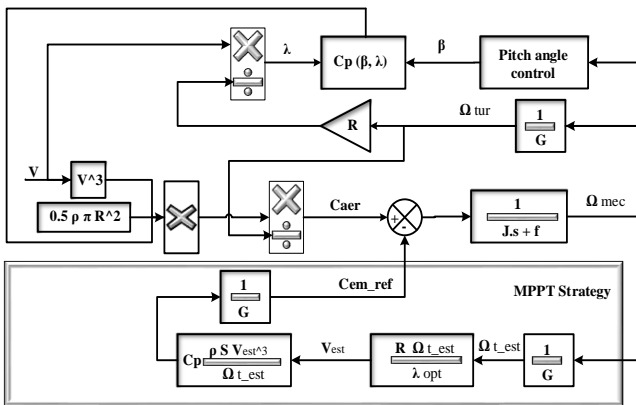 λ
Cp (β, λ)
β
Pitch angle
control
R
Ω tur
1
G
V
V^3
0.5 ρ π R^2
Caer
+
-
1
J.s + f
Ω mec
MPPT Strategy
1
G
Cem_ref
Cp ρ S Vest^3
Ω t_est
Vest
R Ω t_est
λ opt
Ω t_est
1
G